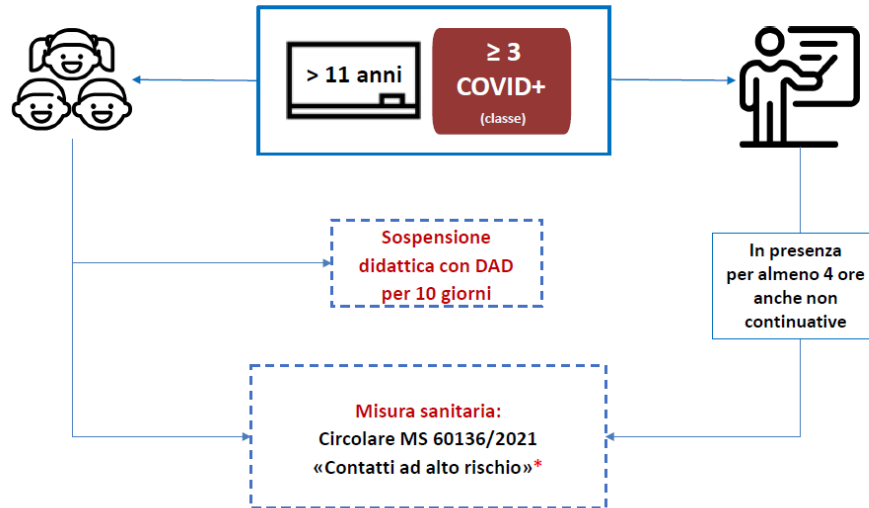 > 11 anni
≥ 3
COVID+
(classe)
Sospensione
didattica con DAD
per 10 giorni
In presenza
per almeno 4 ore
anche non
continuative
Misura sanitaria:
Circolare MS 60136/2021
«Contatti ad alto rischio»*